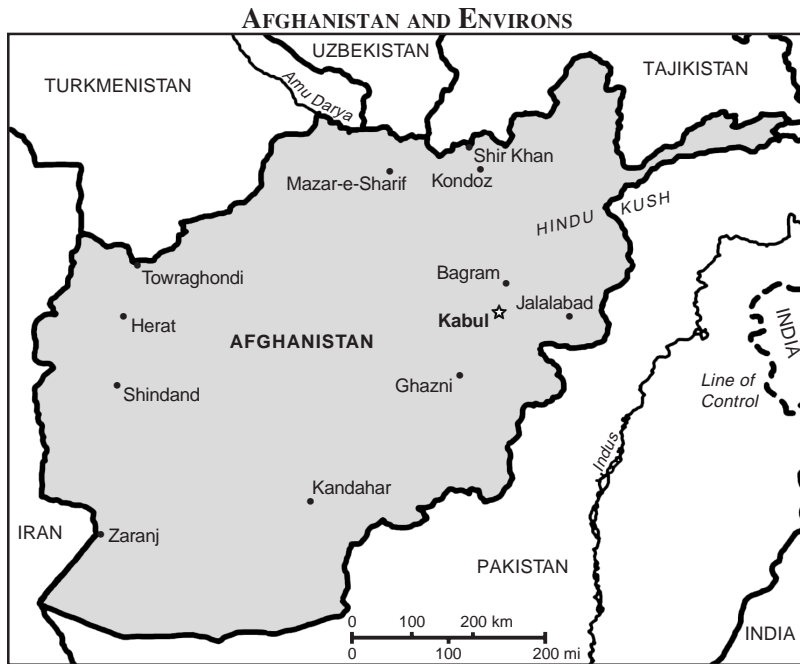 AFGHANISTAN AND ENVIRONS
UZBEKISTAN
TAJIKISTAN
TURKMENISTAN
Amu Darya
Shir Khan
Mazar-e-Sharif
Kondoz
HINDU KUSH
Towraghondi
Bagram
Jalalabad
Kabul
Herat
AFGHANISTAN
INDIA
Line of
Control
Shindand
Ghazni
Indus
Kandahar
IRAN
Zaranj
PAKISTAN
0 100 200 km
0 100 200 mi
INDIA